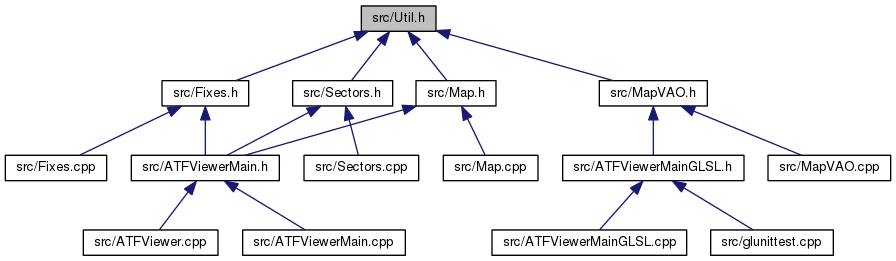 src/Util.h
src/Fixes.h
src/Sectors.h
src/Map.h
src/MapVAO.h
src/Fixes.cpp
src/ATFViewerMain.h
src/Sectors.cpp
src/Map.cpp
src/ATFViewerMainGLSL.h
src/MapVAO.cpp
src/ATFViewer.cpp
src/ATFViewerMain.cpp
src/ATFViewerMainGLSL.cpp
src/glunittest.cpp